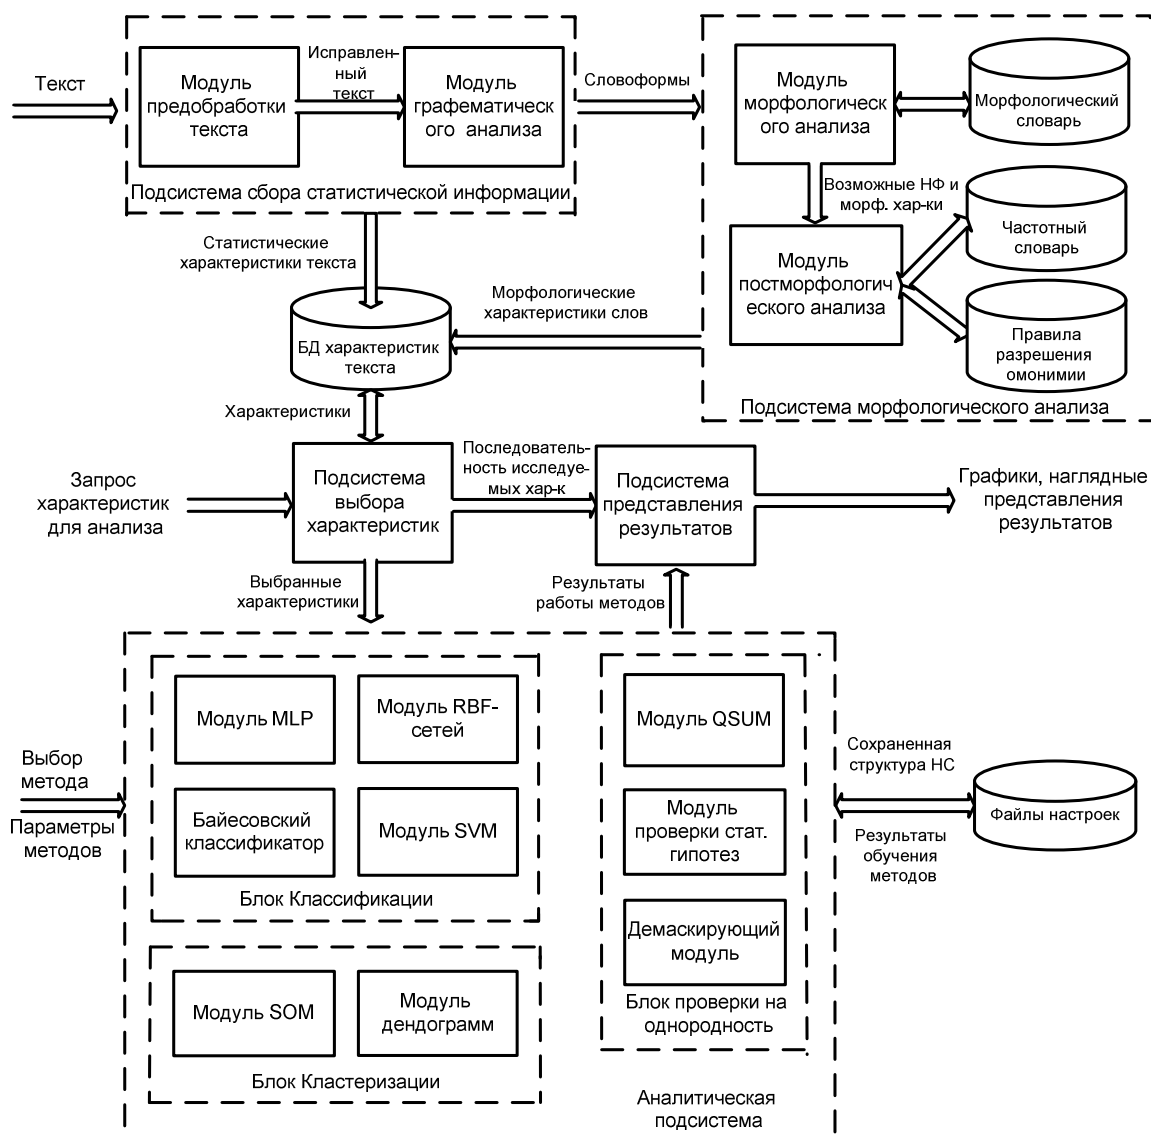 Текст
Модуль
предобработки
текста
Исправлен-
ный
текст
Модуль
графематическ
ого анализа
Подсистема сбора статистической информации
Словоформы
Модуль
морфологическ
ого анализа
Морфологический
словарь
Возможные НФ и
морф. хар-ки
Частотный
словарь
Модуль
постморфологич
еского анализа
Правила
разрешения
омонимии
Подсистема морфологического анализа
Статистические
характеристики текста
Морфологические
характеристики слов
БД характеристик
текста
Характеристики
Запрос
характеристик
для анализа
Подсистема
выбора
характеристик
Последователь-
ность исследуе-
мых хар-к
Подсистема
представления
результатов
Графики, наглядные
представления
результатов
Выбранные
характеристики
Результаты
работы методов
Выбор
метода
Параметры
методов
Модуль MLP
Модуль RBF-
сетей
Байесовский
классификатор
Модуль SVM
Блок Классификации
Модуль SOM
Модуль
дендограмм
Блок Кластеризации
Модуль QSUM
Модуль
проверки стат.
гипотез
Демаскирующий
модуль
Блок проверки на
однородность
Аналитическая
подсистема
Сохраненная
структура НС
Файлы настроек
Результаты
обучения
методов